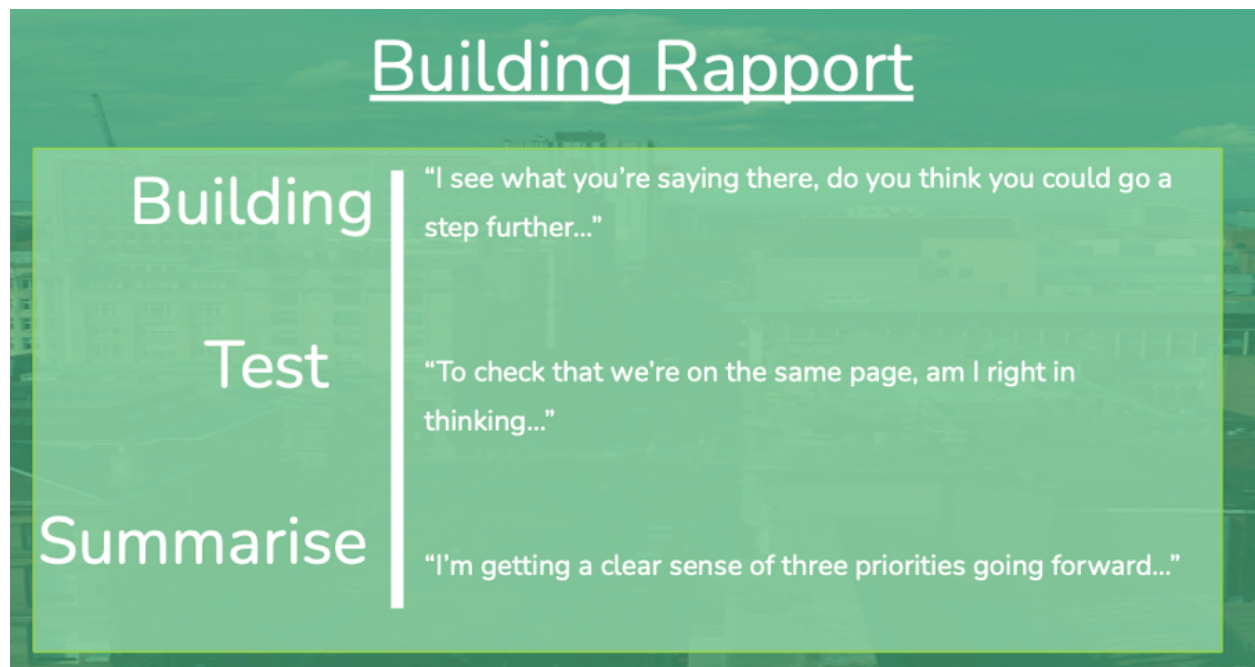 Building Rapport
Building
“I see what you’re saying there, do you think you could go a
step further...”
Test
“To check that we’re on the same page, am I right in
thinking...”
Summarise
“I’m getting a clear sense of three priorities going forward...”